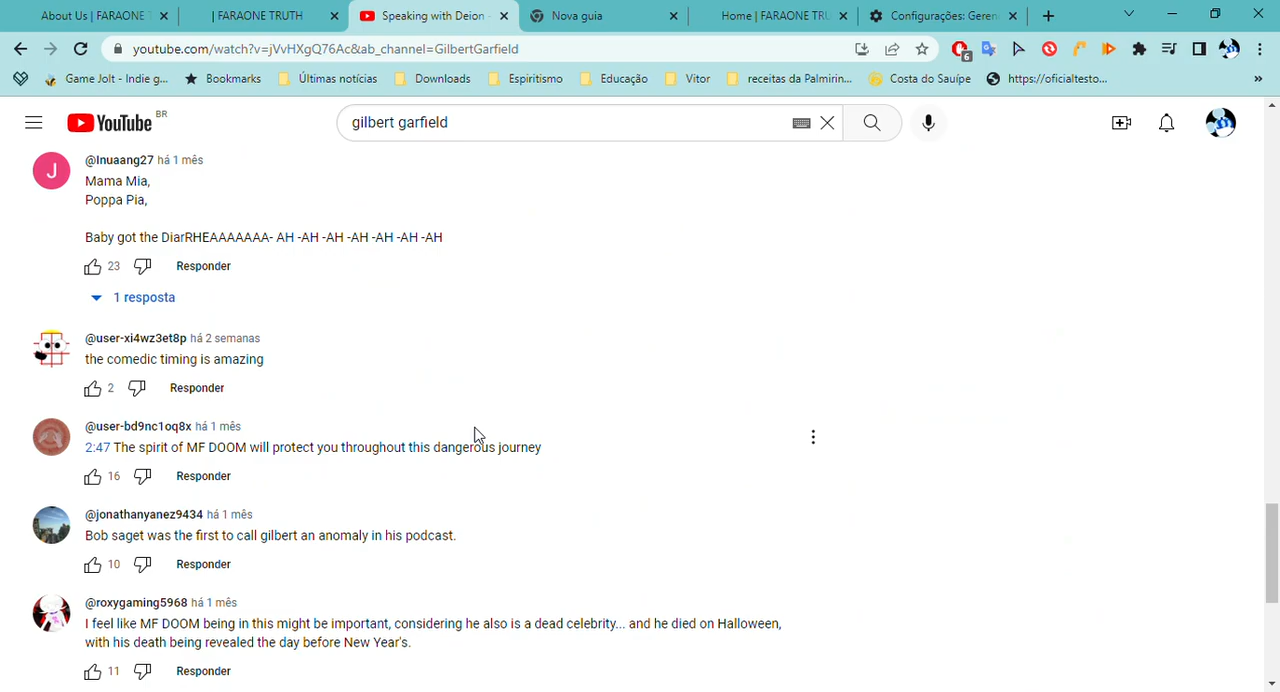 About Us | FARAONE T
| FARAONE TRUTH
Speaking with Deion -
Nova guia
Home | FARAONE TRU
Configurações: Geren
youtube.com/watch?v=jVvHXgQ76Ac&ab_channel=GilbertGarfield
6
Game Jolt - Indie g...
Bookmarks
Últimas notícias
Downloads
Espiritismo
Educação
Vitor
receitas da Palmirin...
Costa do Sauípe
https://oficialtesto...
»
YouTube BR
gilbert garfield
J
@lnuaang27 há 1 mês
Mama Mia,
Poppa Pia,
Baby got the DiarRHEAAAAAAA- AH -AH -AH -AH -AH -AH -AH
23 Responder
1 resposta
@user-xi4wz3et8p há 2 semanas
the comedic timing is amazing
2 Responder
@user-bd9nc1oq8x há 1 mês
2:47 The spirit of MF DOOM will protect you throughout this dangerous journey
16 Responder
@jonathanyanez9434 há 1 mês
Bob saget was the first to call gilbert an anomaly in his podcast.
10 Responder
@roxygaming5968 há 1 mês
I feel like MF DOOM being in this might be important, considering he also is a dead celebrity... and he died on Halloween,
with his death being revealed the day before New Year's.
11 Responder